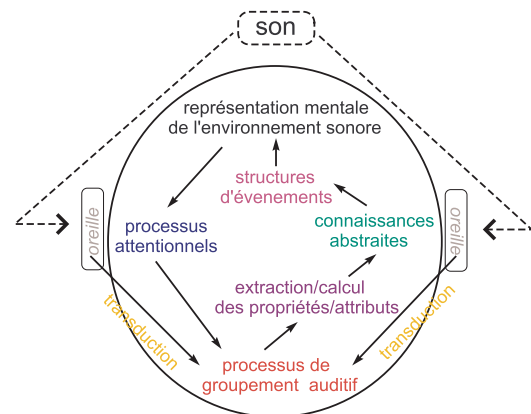 son
représentation mentale
de l'environnement sonore
structures
d'évenements
oreille
processus
attentionnels
connaissances
abstraites
oreille
extraction/calcul
des propriétés/attributs
transduction
transduction
processus de
groupement auditif